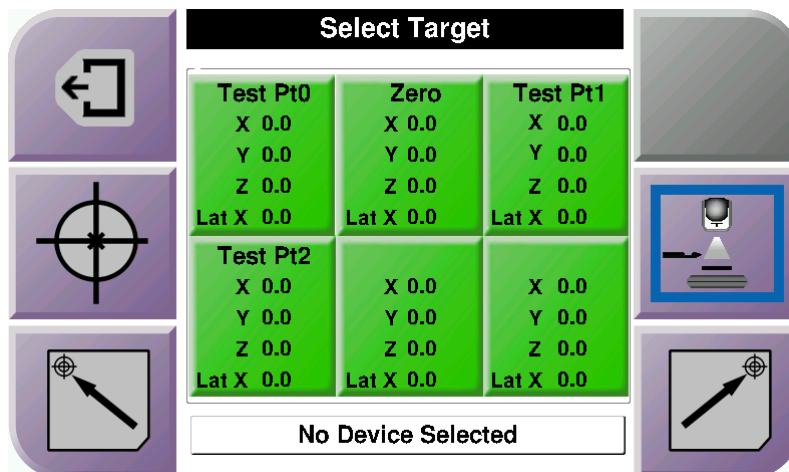 Select Target
Test Pt0 Zero Test Pt1
X 0.0 X 0.0 X 0.0
Y 0.0 Y 0.0 Y 0.0
Z 0.0 Z 0.0 Z 0.0
Lat X 0.0 Lat X 0.0 Lat X 0.0
Test Pt2
X 0.0 X 0.0 X 0.0
Y 0.0 Y 0.0 Y 0.0
Z 0.0 Z 0.0 Z 0.0
Lat X 0.0 Lat X 0.0 Lat X 0.0
No Device Selected